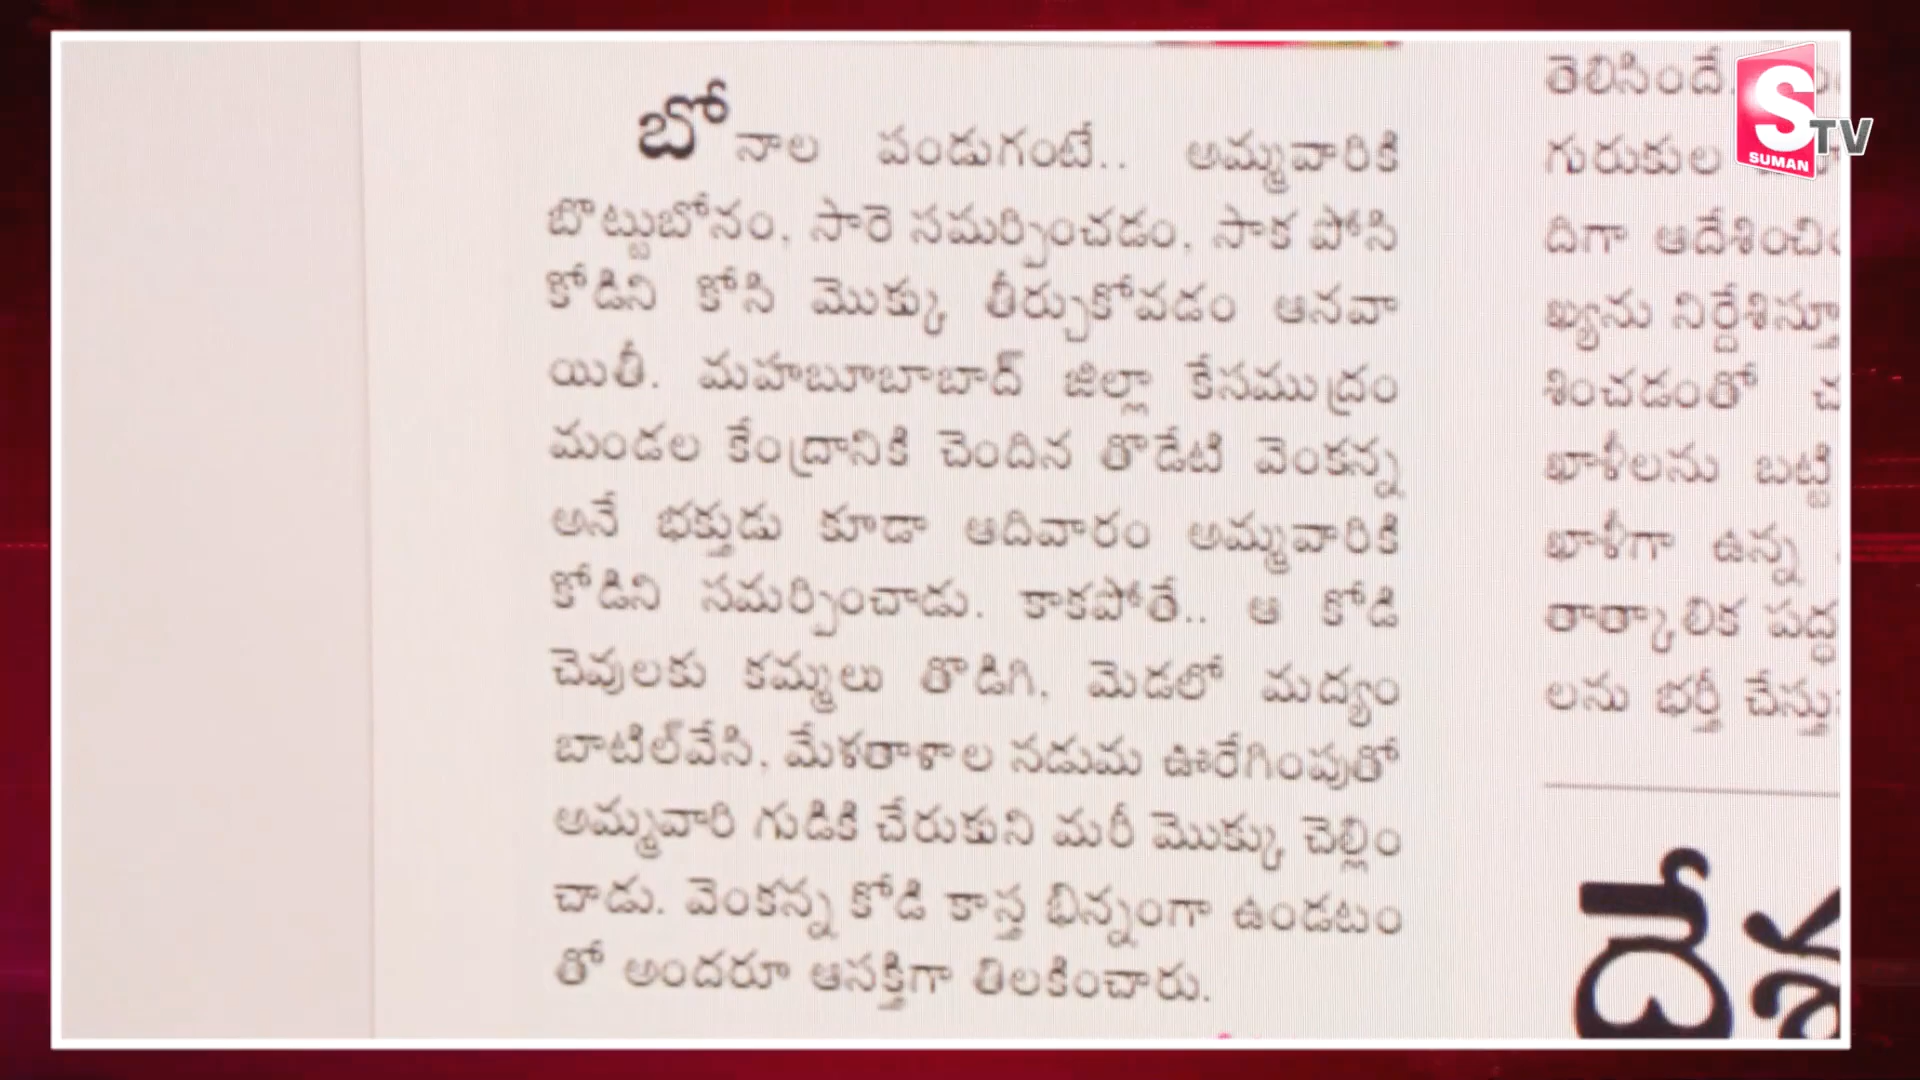 బోనాల పండుగంటే.. అమ్మవారికి
బొట్టుబోనం, సారె సమర్పించడం, సాక పోసి
కోడిని కోసి మొక్కు తీర్చుకోవడం ఆనవా
యితీ. మహబూబాబాద్ జిల్లా కేసముద్రం
మండల కేంద్రానికి చెందిన తొడేటి వెంకన్న
అనే భక్తుడు కూడా ఆదివారం అమ్మవారికి
కోడిని సమర్పించాడు. కాకపోతే.. ఆ కోడి
చెవులకు కమ్మలు తొడిగి, మెడలో మద్యం
బాటిల్‌వేసి, మేళతాళాల నడుమ ఊరేగింపుతో
అమ్మవారి గుడికి చేరుకుని మరీ మొక్కు చెల్లిం
చాడు. వెంకన్న కోడి కాస్త భిన్నంగా ఉండటం
తో అందరూ ఆసక్తిగా తిలకించారు.
తెలిసిందే.
గురుకుల
దిగా ఆదేశించి
ఖ్యను నిర్దేశిస్తూ
శించడంతో
ఖాళీలను బట్టి
ఖాళీగా ఉన్న
తాత్కాలిక పద్ధ
లను భర్తీ చేస్తు
S TV
SUMAN